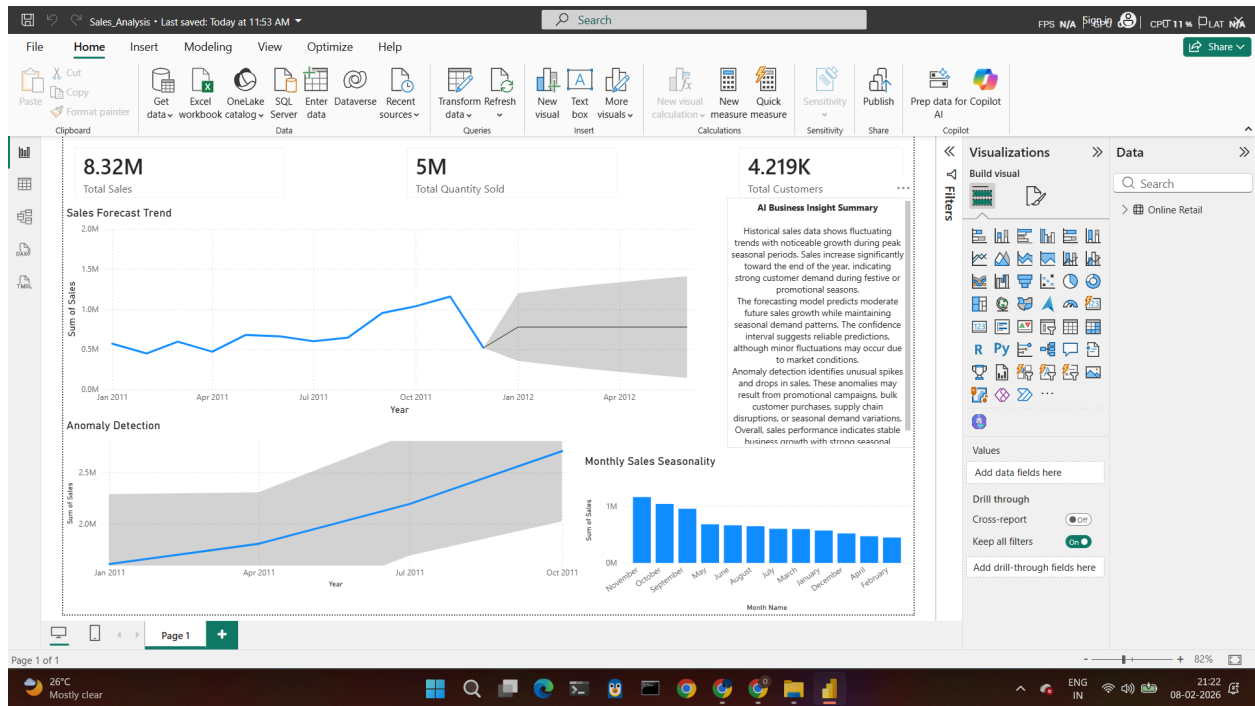 Sales_Analysis • Last saved: Today at 11:53 AM
Search
FPS N/A
CPU 11% LAT N/A
File Home Insert Modeling View Optimize Help
Share
Paste
Cut
Copy
Format painter
Clipboard
Get data
Excel workbook
OneLake catalog
SQL Server
Enter data
Dataverse
Recent sources
Data
Transform data
Refresh
Queries
New visual
Text box
More visuals
Insert
New visual calculation
New measure
Quick measure
Calculations
Sensitivity
Sensitivity
Publish
Share
Prep data for AI
Copilot
Copilot
8.32M
Total Sales
5M
Total Quantity Sold
4.219K
Total Customers
Sales Forecast Trend
Sum of Sales
2.0M
1.5M
1.0M
0.5M
0.0M
Jan 2011 Apr 2011 Jul 2011 Oct 2011 Jan 2012 Apr 2012
Year
AI Business Insight Summary
Historical sales data shows fluctuating
trends with noticeable growth during peak
seasonal periods. Sales increase significantly
toward the end of the year, indicating
strong customer demand during festive or
promotional seasons.
The forecasting model predicts moderate
future sales growth while maintaining
seasonal demand patterns. The confidence
interval suggests reliable predictions,
although minor fluctuations may occur due
to market conditions.
Anomaly detection identifies unusual spikes
and drops in sales. These anomalies may
result from promotional campaigns, bulk
customer purchases, supply chain
disruptions, or seasonal demand variations.
Overall, sales performance indicates stable
business growth with strong seasonal
Anomaly Detection
Sum of Sales
2.5M
2.0M
Jan 2011 Apr 2011 Jul 2011 Oct 2011
Year
Monthly Sales Seasonality
Sum of Sales
1M
0M
November October September May June August July March January December April February
Month Name
Filters
Visualizations
Build visual
123
R Py
Values
Add data fields here
Drill through
Cross-report
Off
Keep all filters
On
Add drill-through fields here
Data
Search
Online Retail
DAX
TMDL
Page 1
+
Page 1 of 1
- + 82%
26°C
Mostly clear
ENG
IN
21:22
08-02-2026